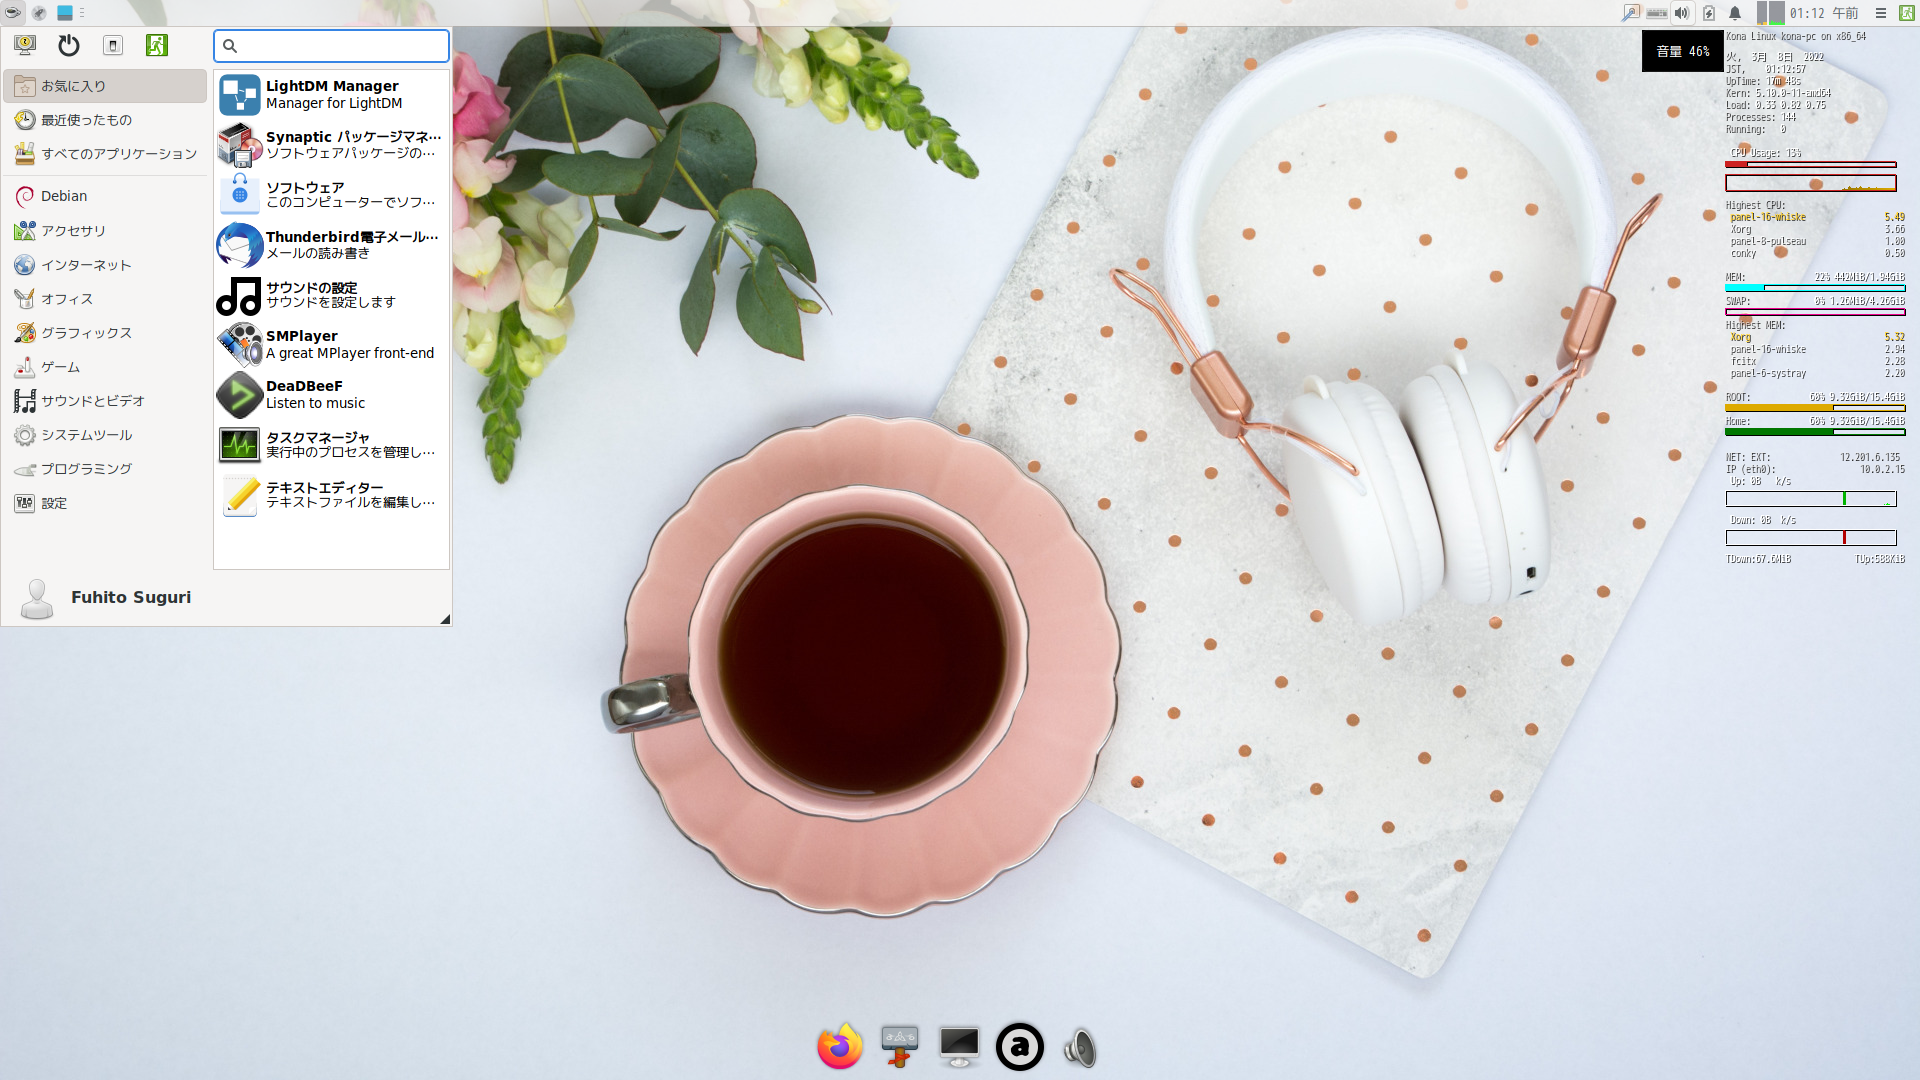 01:12 午前
お気に入り
最近使ったもの
すべてのアプリケーション
Debian
アクセサリ
インターネット
オフィス
グラフィックス
ゲーム
サウンドとビデオ
システムツール
プログラミング
設定
Fuhito Suguri
LightDM Manager
Manager for LightDM
Synaptic パッケージマネ…
ソフトウェアパッケージの…
ソフトウェア
このコンピューターでソフ…
Thunderbird電子メール…
メールの読み書き
サウンドの設定
サウンドを設定します
SMPlayer
A great MPlayer front-end
DeaDBeeF
Listen to music
タスクマネージャ
実行中のプロセスを管理し…
テキストエディター
テキストファイルを編集し…
音量 46%
Kona Linux kona-pc on x86_64
火, 3月 8日 2022
JST, 01:12:57
UpTime: 17m 48s
Kern: 5.10.0-11-amd64
Load: 0.33 0.82 0.75
Processes: 144
Running: 0
CPU Usage: 13%
Highest CPU:
panel-16-whiske 5.49
Xorg 3.66
panel-8-pulseau 1.00
conky 0.50
MEM: 22% 442MiB/1.94GiB
SWAP: 0% 1.26MiB/4.26GiB
Highest MEM:
Xorg 5.32
panel-16-whiske 2.94
fcitx 2.28
panel-6-systray 2.20
ROOT: 60% 9.32GiB/15.4GiB
Home: 60% 9.32GiB/15.4GiB
NET: EXT: 12.201.6.135
IP (eth0): 10.0.2.15
Up: 0B k/s
Down: 0B k/s
TDown:67.6MiB TUp:588KiB
a